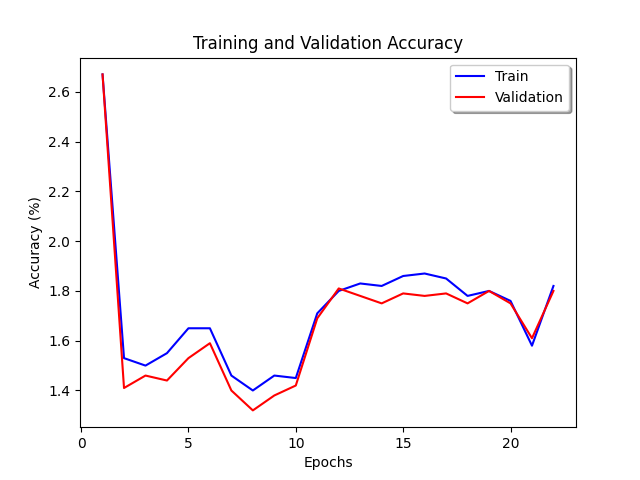 Training and Validation Accuracy
Train
Validation
Accuracy (%)
2.6
2.4
2.2
2.0
1.8
1.6
1.4
0 5 10 15 20
Epochs